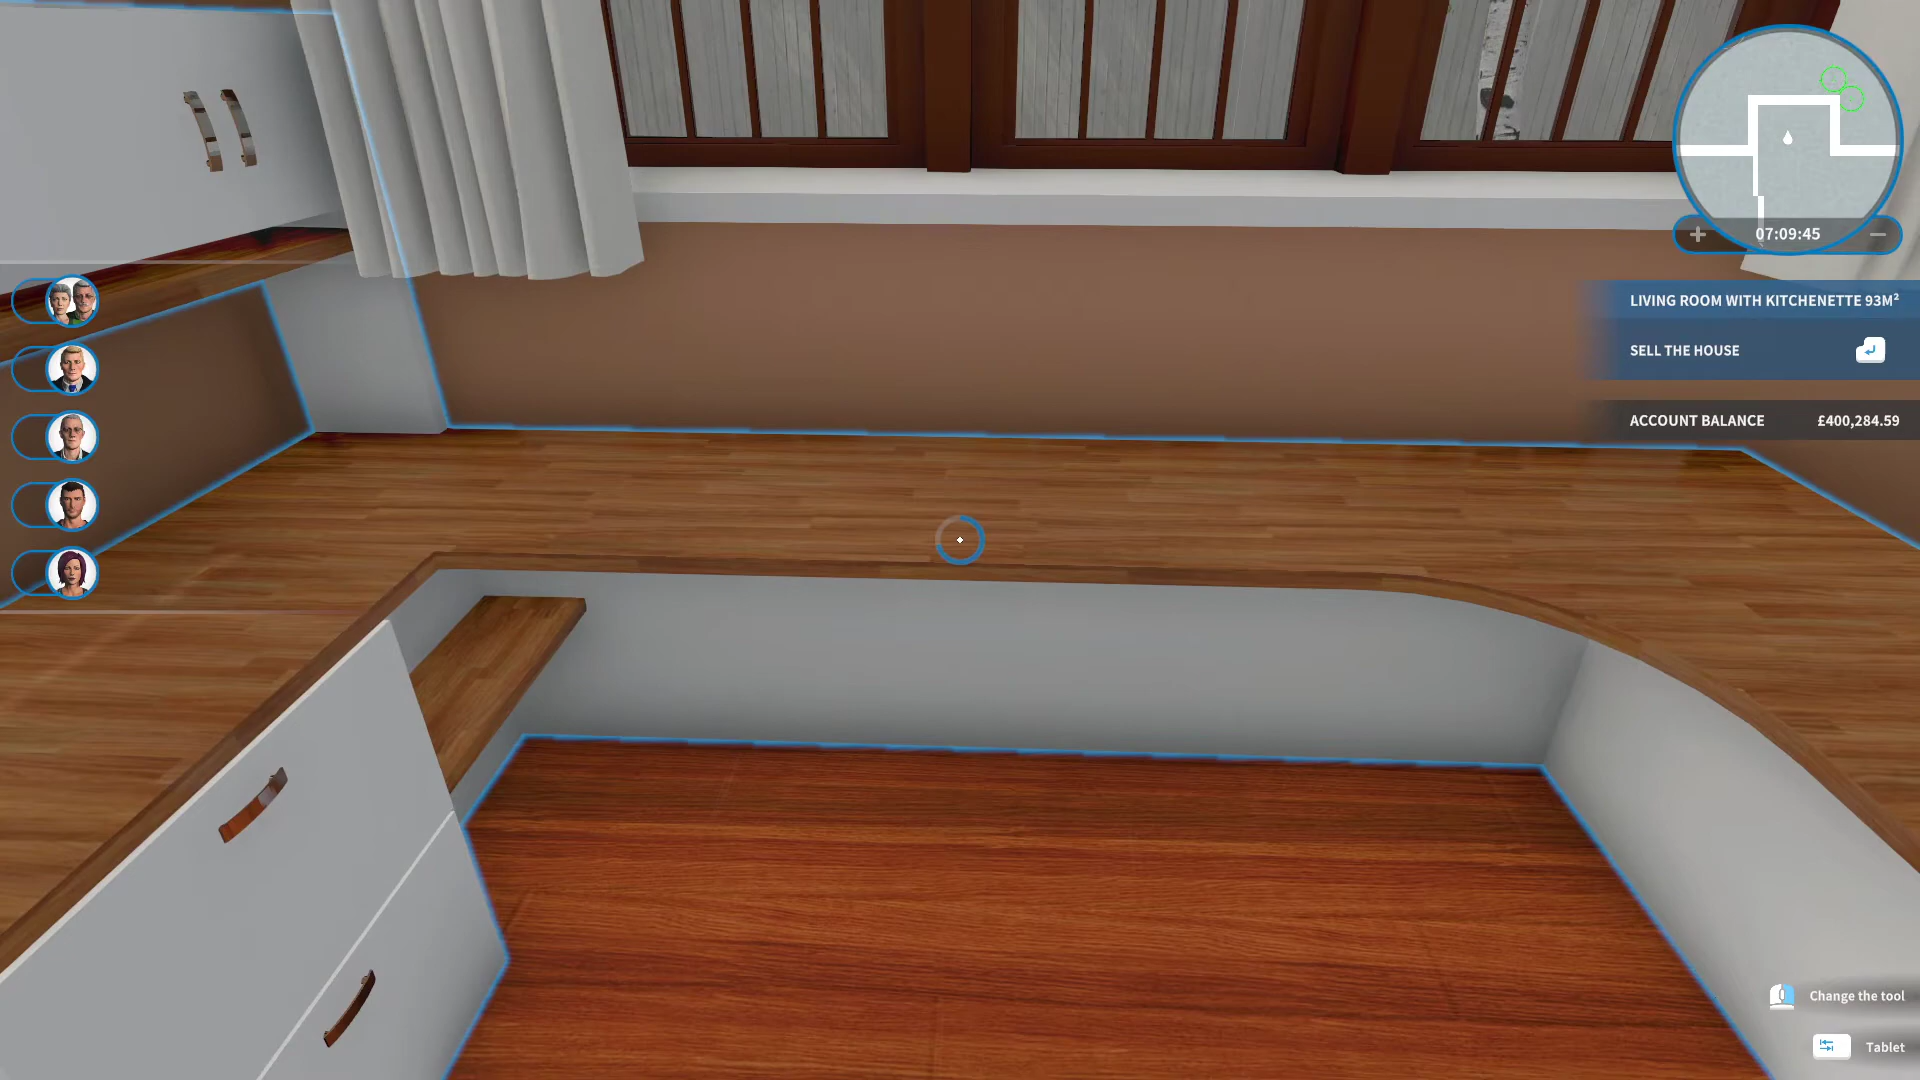 07:09:45
LIVING ROOM WITH KITCHENETTE 93M²
SELL THE HOUSE
ACCOUNT BALANCE £400,284.59
Change the tool
Tablet